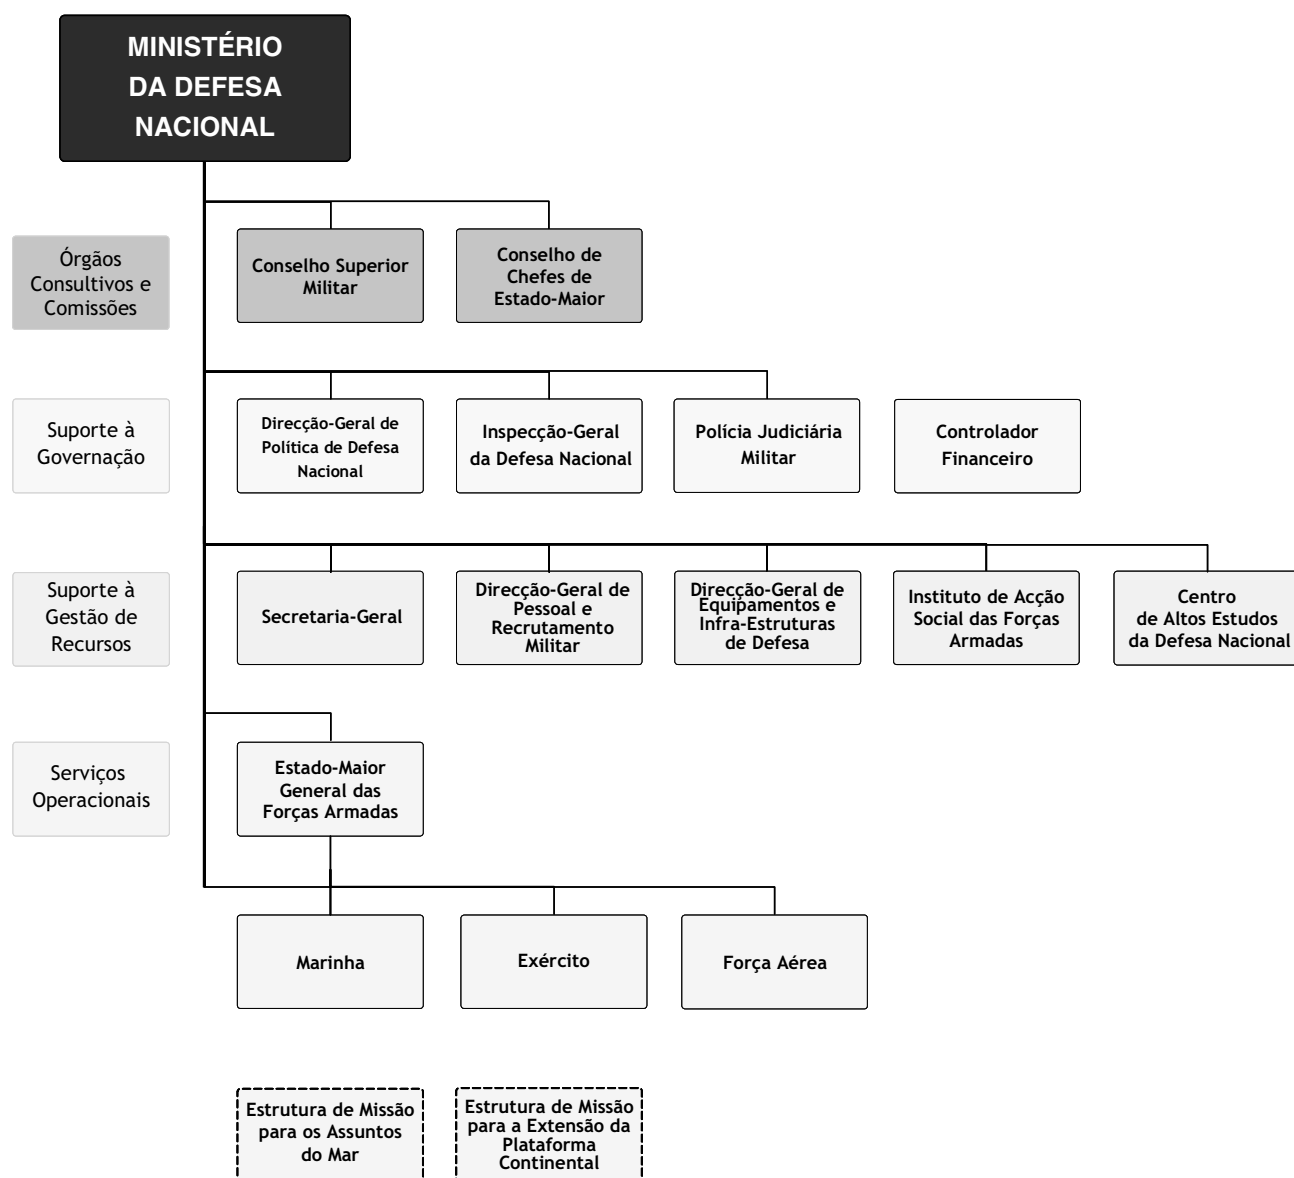 MINISTÉRIO
DA DEFESA
NACIONAL
Órgãos
Consultivos e
Comissões
Conselho Superior
Militar
Conselho de
Chefes de
Estado-Maior
Suporte à
Governação
Direcção-Geral de
Política de Defesa
Nacional
Inspecção-Geral
da Defesa Nacional
Polícia Judiciária
Militar
Controlador
Financeiro
Suporte à
Gestão de
Recursos
Secretaria-Geral
Direcção-Geral de
Pessoal e
Recrutamento
Militar
Direcção-Geral de
Equipamentos e
Infra-Estruturas
de Defesa
Instituto de Acção
Social das Forças
Armadas
Centro
de Altos Estudos
da Defesa Nacional
Serviços
Operacionais
Estado-Maior
General das
Forças Armadas
Marinha
Exército
Força Aérea
Estrutura de Missão
para os Assuntos
do Mar
Estrutura de Missão
para a Extensão da
Plataforma
Continental